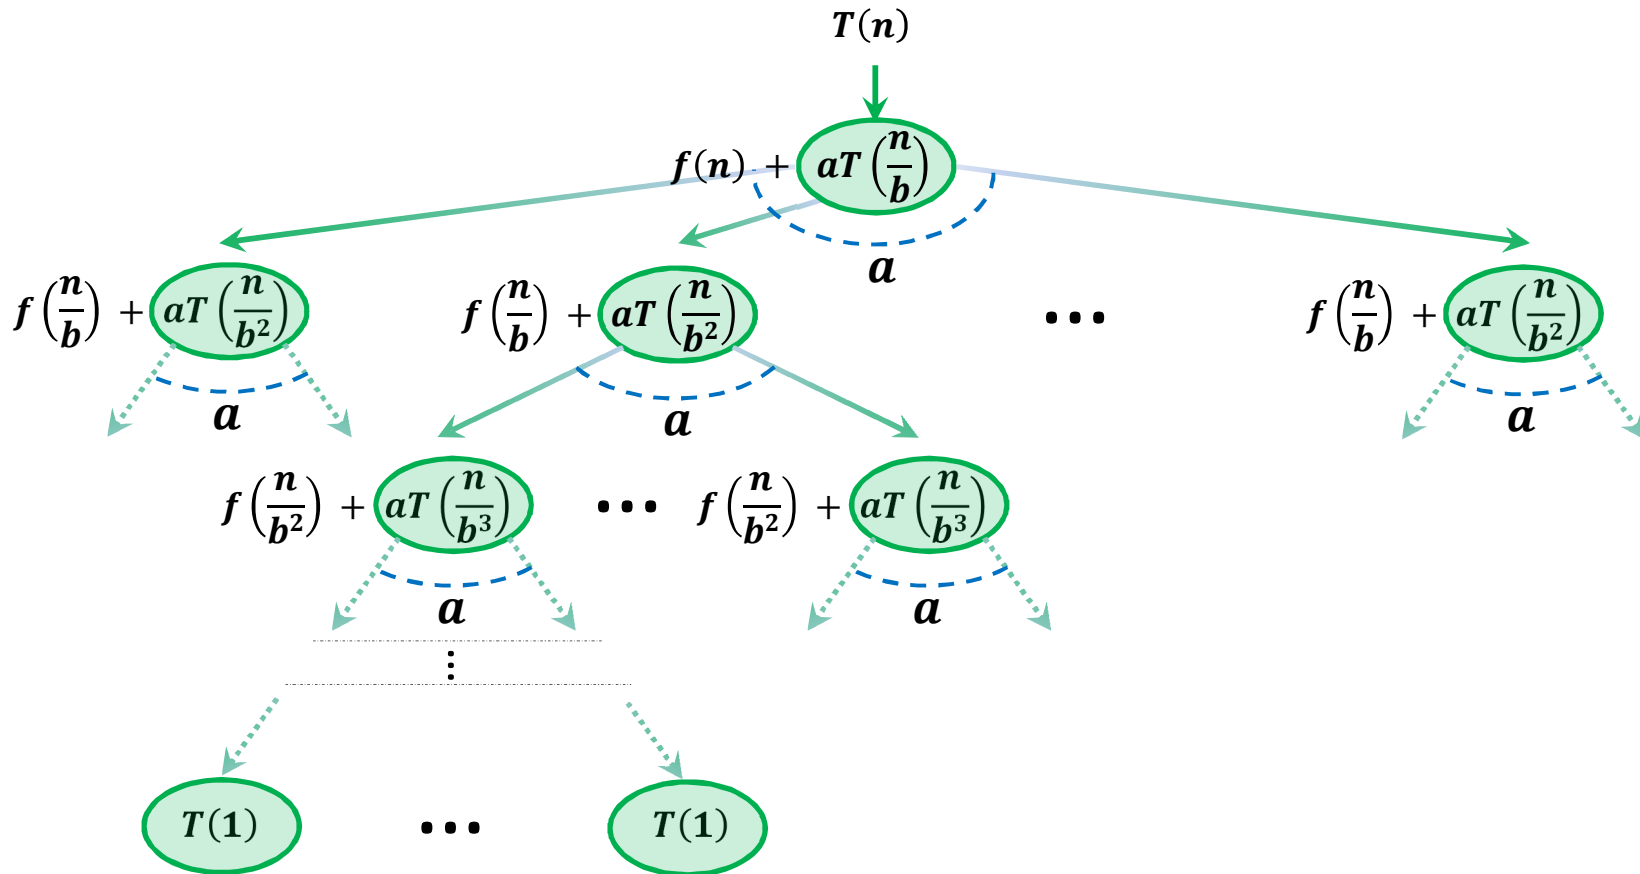 T(n)
f(n) + aT(n/b)
a
f(n/b) + aT(n/b²) f(n/b) + aT(n/b²) ••• f(n/b) + aT(n/b²)
a a a
f(n/b²) + aT(n/b³) ••• f(n/b²) + aT(n/b³)
a a
⋮
T(1) ••• T(1)